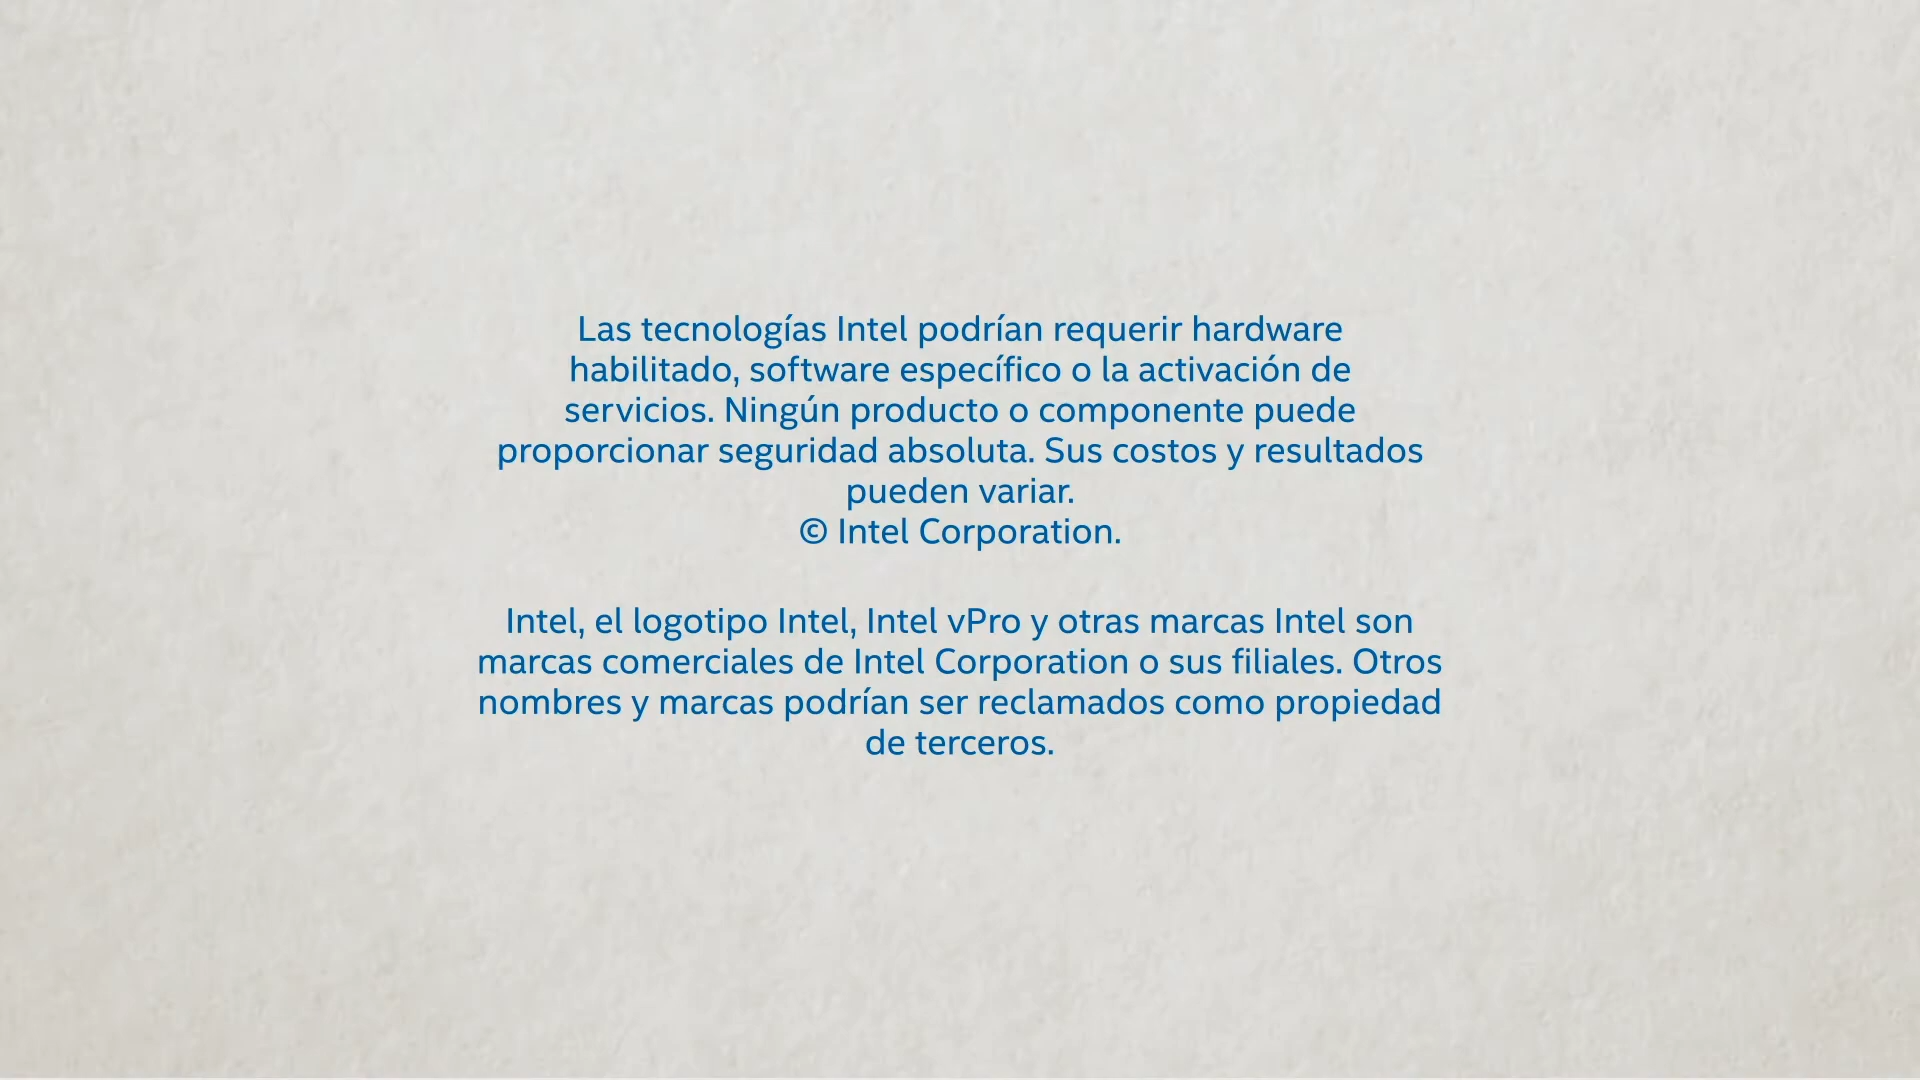 Las tecnologías Intel podrían requerir hardware
habilitado, software específico o la activación de
servicios. Ningún producto o componente puede
proporcionar seguridad absoluta. Sus costos y resultados
pueden variar.
© Intel Corporation.
Intel, el logotipo Intel, Intel vPro y otras marcas Intel son
marcas comerciales de Intel Corporation o sus filiales. Otros
nombres y marcas podrían ser reclamados como propiedad
de terceros.